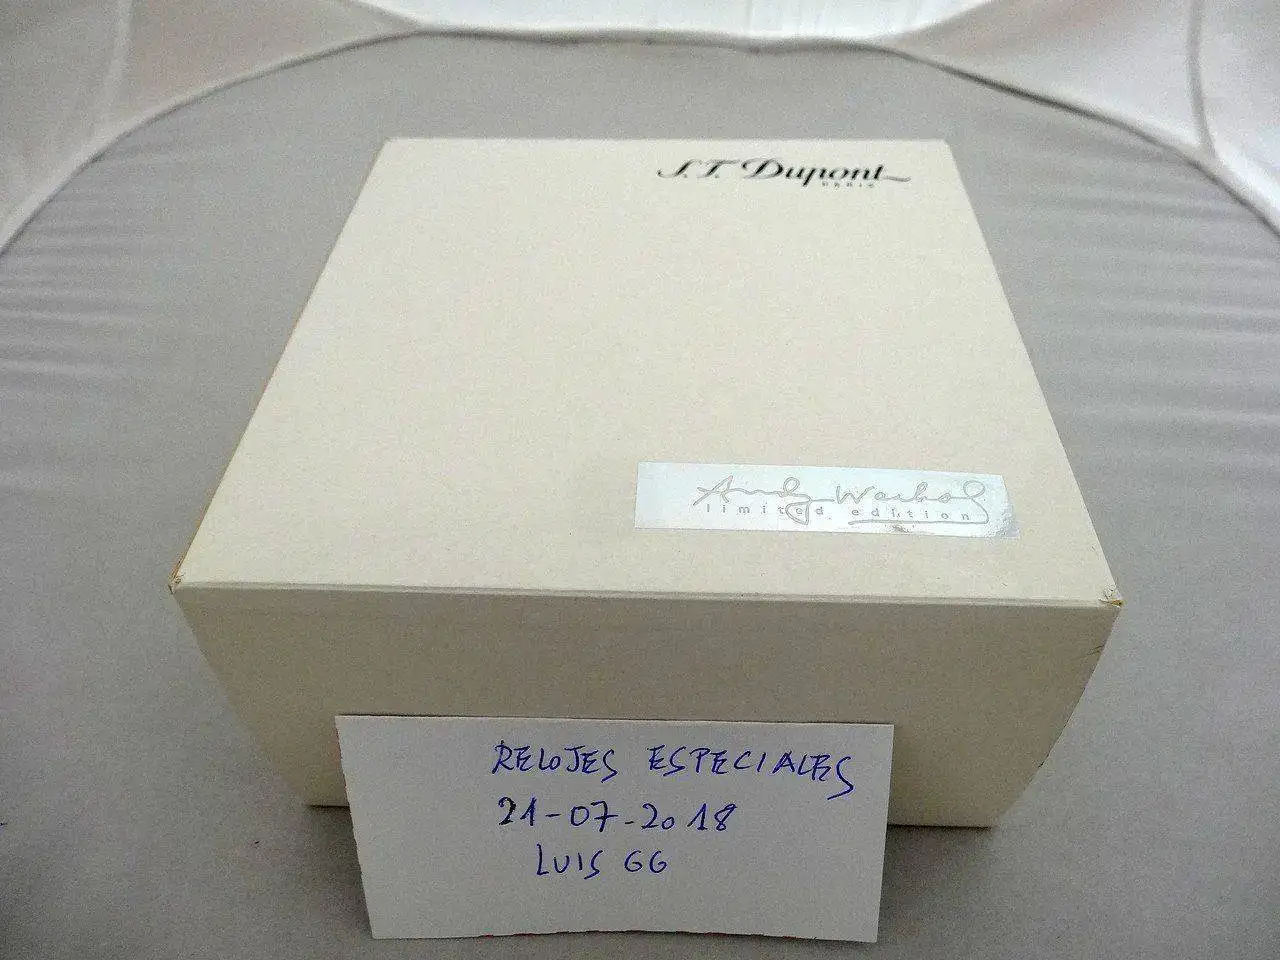 S.T. Dupont
PARIS
Andy Warhol
limited edition
RELOJES ESPECIALES
21-07-2018
LUIS GG